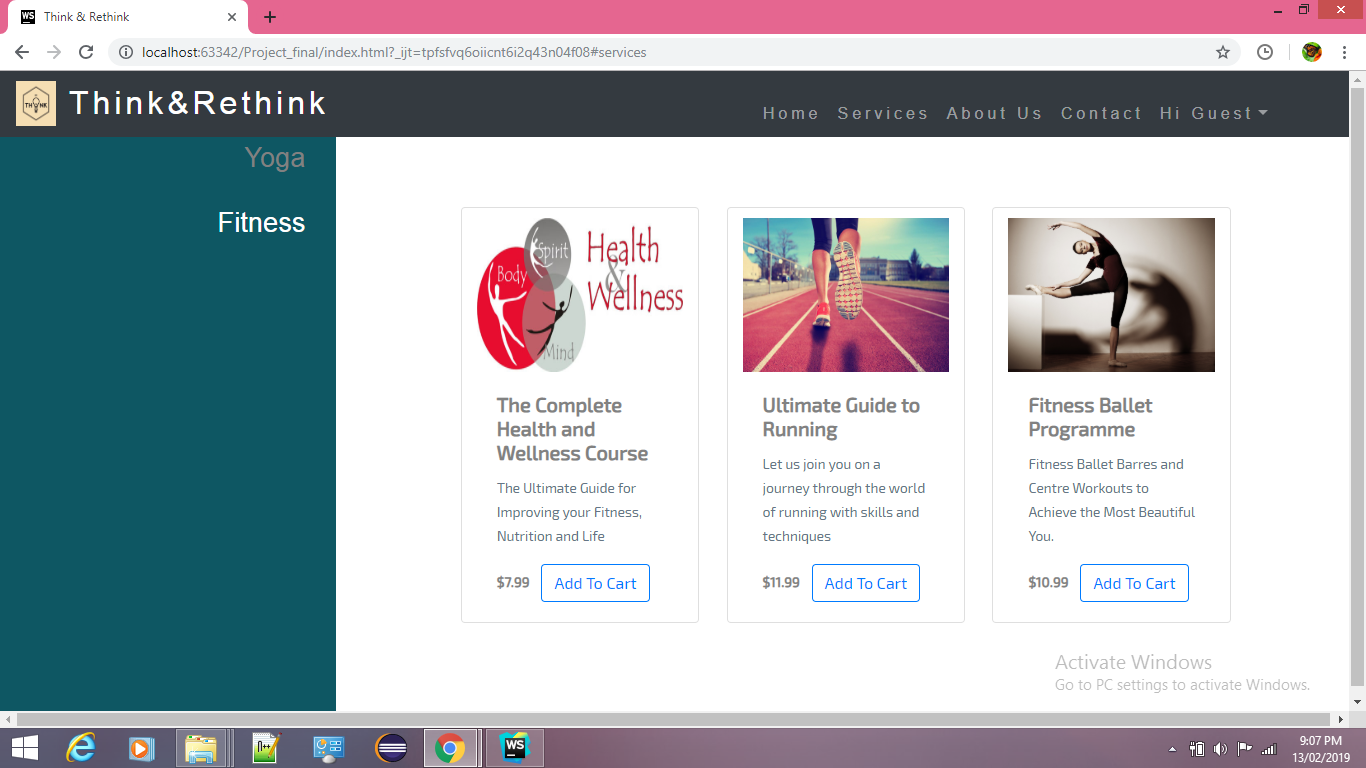 WS Think & Rethink
localhost:63342/Project_final/index.html?_ijt=tpfsfvq6oiicnt6i2q43n04f08#services
THINK
Think&Rethink
Home Services About Us Contact Hi Guest
Yoga
Fitness
Spirit
Body
Mind
Health
&
Wellness
The Complete
Health and
Wellness Course
The Ultimate Guide for
Improving your Fitness,
Nutrition and Life
$7.99 Add To Cart
Ultimate Guide to
Running
Let us join you on a
journey through the world
of running with skills and
techniques
$11.99 Add To Cart
Fitness Ballet
Programme
Fitness Ballet Barres and
Centre Workouts to
Achieve the Most Beautiful
You.
$10.99 Add To Cart
Activate Windows
Go to PC settings to activate Windows.
WS
9:07 PM
13/02/2019